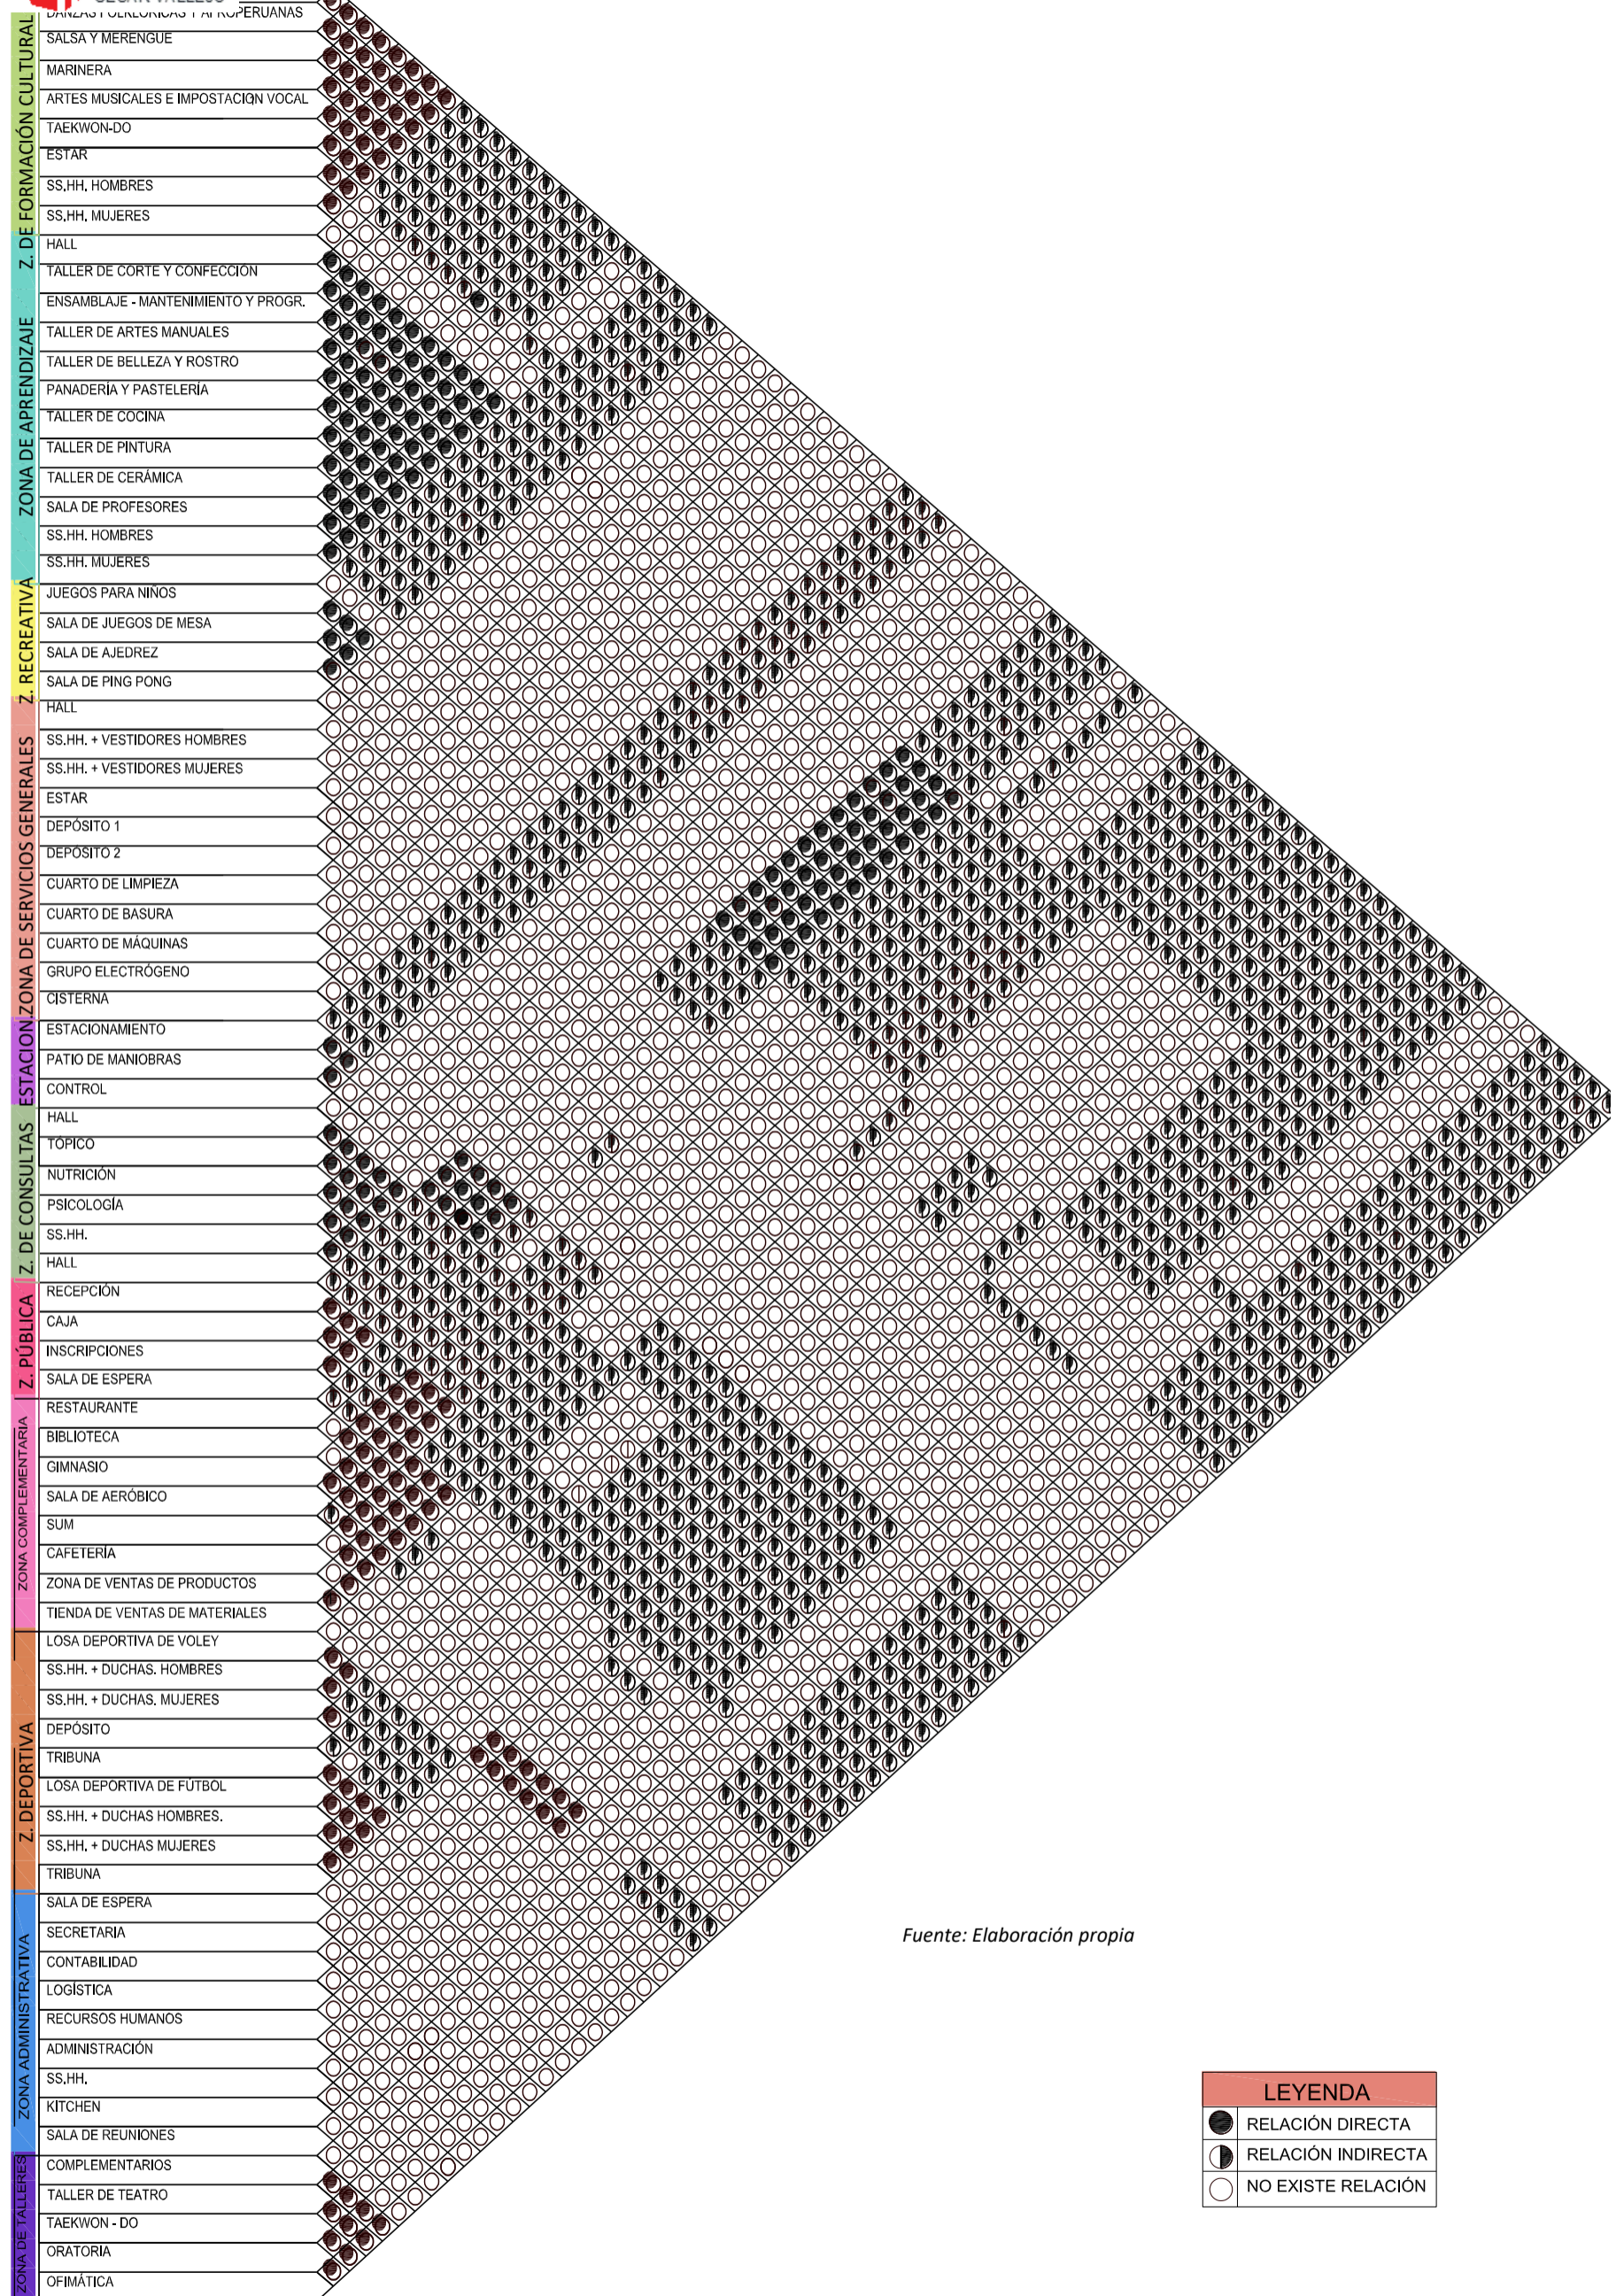 CÉSAR VALLEJO
DANZAS FOLKLÓRICAS Y AFROPERUANAS
SALSA Y MERENGUE
MARINERA
ARTES MUSICALES E IMPOSTACIÓN VOCAL
TAEKWON-DO
ESTAR
SS.HH. HOMBRES
SS.HH. MUJERES
Z. DE FORMACIÓN CULTURAL
HALL
TALLER DE CORTE Y CONFECCIÓN
ENSAMBLAJE - MANTENIMIENTO Y PROGR.
TALLER DE ARTES MANUALES
TALLER DE BELLEZA Y ROSTRO
PANADERÍA Y PASTELERÍA
TALLER DE COCINA
TALLER DE PINTURA
TALLER DE CERÁMICA
SALA DE PROFESORES
SS.HH. HOMBRES
SS.HH. MUJERES
ZONA DE APRENDIZAJE
JUEGOS PARA NIÑOS
SALA DE JUEGOS DE MESA
SALA DE AJEDREZ
SALA DE PING PONG
Z. RECREATIVA
HALL
SS.HH. + VESTIDORES HOMBRES
SS.HH. + VESTIDORES MUJERES
ESTAR
DEPÓSITO 1
DEPÓSITO 2
CUARTO DE LIMPIEZA
CUARTO DE BASURA
CUARTO DE MÁQUINAS
GRUPO ELECTRÓGENO
CISTERNA
ZONA DE SERVICIOS GENERALES
ESTACIONAMIENTO
PATIO DE MANIOBRAS
CONTROL
ESTACION.
HALL
TÓPICO
NUTRICIÓN
PSICOLOGÍA
SS.HH.
HALL
Z. DE CONSULTAS
RECEPCIÓN
CAJA
INSCRIPCIONES
SALA DE ESPERA
Z. PÚBLICA
RESTAURANTE
BIBLIOTECA
GIMNASIO
SALA DE AERÓBICO
SUM
CAFETERÍA
ZONA DE VENTAS DE PRODUCTOS
TIENDA DE VENTAS DE MATERIALES
ZONA COMPLEMENTARIA
LOSA DEPORTIVA DE VOLEY
SS.HH. + DUCHAS. HOMBRES
SS.HH. + DUCHAS. MUJERES
DEPÓSITO
TRIBUNA
LOSA DEPORTIVA DE FÚTBOL
SS.HH. + DUCHAS HOMBRES.
SS.HH. + DUCHAS MUJERES
TRIBUNA
Z. DEPORTIVA
SALA DE ESPERA
SECRETARIA
CONTABILIDAD
LOGÍSTICA
RECURSOS HUMANOS
ADMINISTRACIÓN
SS.HH.
KITCHEN
SALA DE REUNIONES
ZONA ADMINISTRATIVA
COMPLEMENTARIOS
TALLER DE TEATRO
TAEKWON - DO
ORATORIA
OFIMÁTICA
ZONA DE TALLERES
Fuente: Elaboración propia
LEYENDA
RELACIÓN DIRECTA
RELACIÓN INDIRECTA
NO EXISTE RELACIÓN